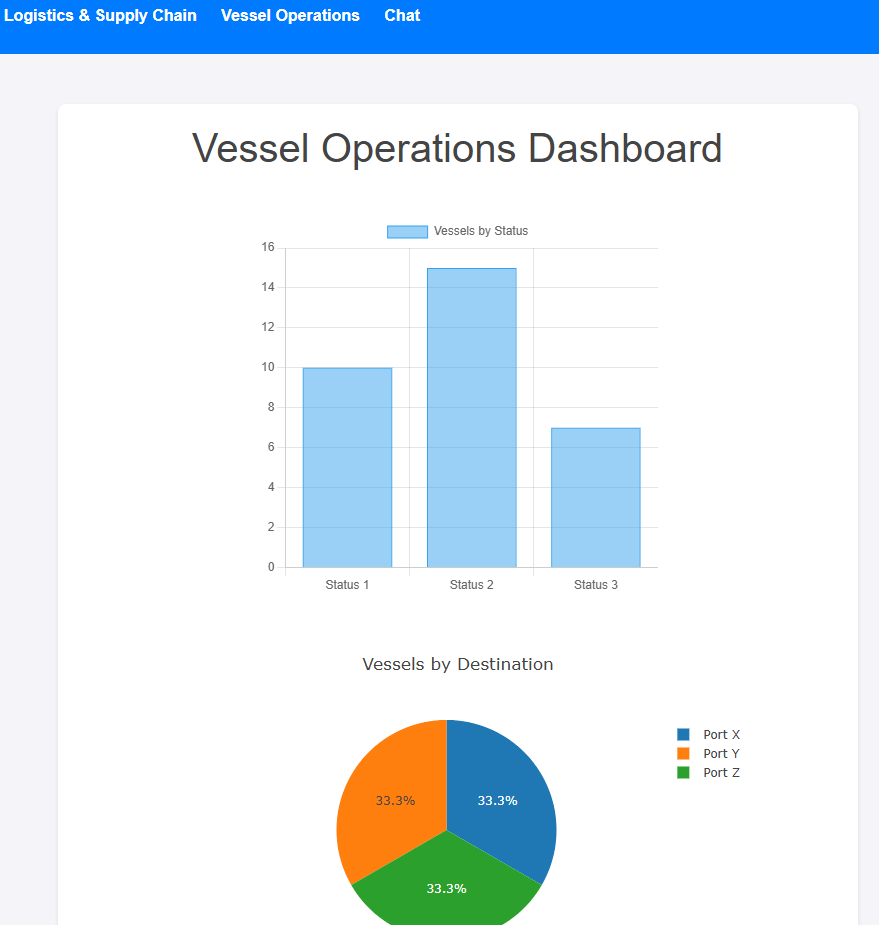 Logistics & Supply Chain Vessel Operations Chat
Vessel Operations Dashboard
Vessels by Status
16
14
12
10
8
6
4
2
0
Status 1 Status 2 Status 3
Vessels by Destination
Port X
Port Y
Port Z
33.3% 33.3%
33.3%